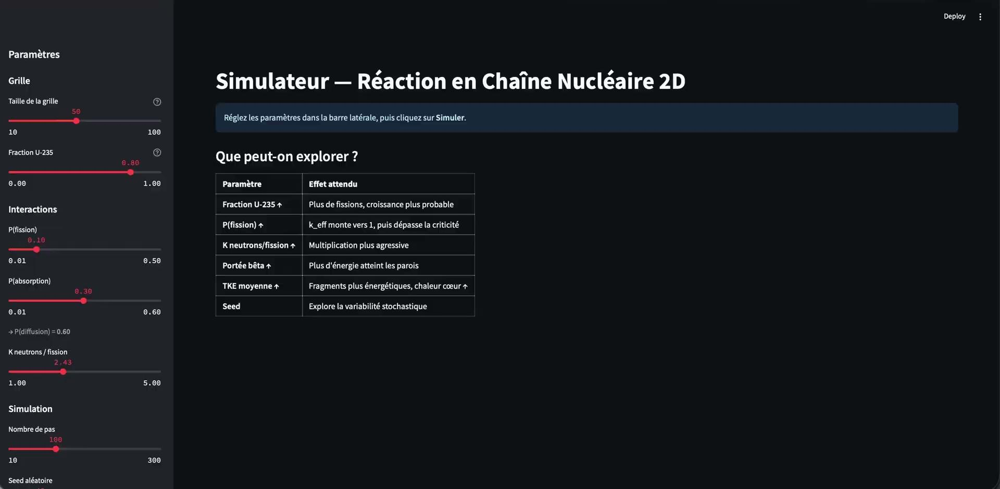 Deploy
Paramètres
Grille
Taille de la grille
50
10 100
Fraction U-235
0.80
0.00 1.00
Interactions
P(fission)
0.10
0.01 0.50
P(absorption)
0.30
0.01 0.60
→ P(diffusion) = 0.60
K neutrons / fission
2.43
1.00 5.00
Simulation
Nombre de pas
100
10 300
Seed aléatoire
Simulateur — Réaction en Chaîne Nucléaire 2D
Réglez les paramètres dans la barre latérale, puis cliquez sur Simuler.
Que peut-on explorer ?
Paramètre Effet attendu
Fraction U-235 ↑ Plus de fissions, croissance plus probable
P(fission) ↑ k_eff monte vers 1, puis dépasse la criticité
K neutrons/fission ↑ Multiplication plus agressive
Portée bêta ↑ Plus d'énergie atteint les parois
TKE moyenne ↑ Fragments plus énergétiques, chaleur cœur ↑
Seed Explore la variabilité stochastique